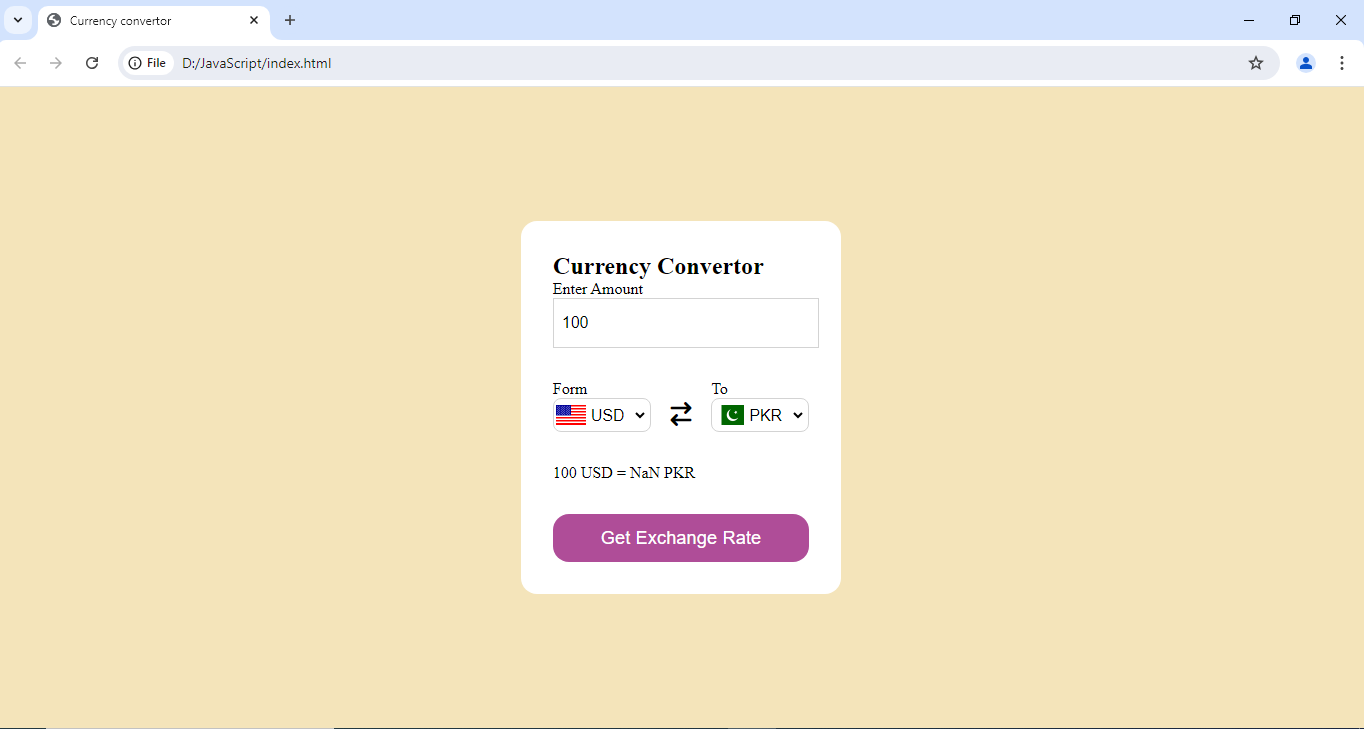 Currency convertor
File D:/JavaScript/index.html
Currency Convertor
Enter Amount
100
Form To
USD PKR
100 USD = NaN PKR
Get Exchange Rate